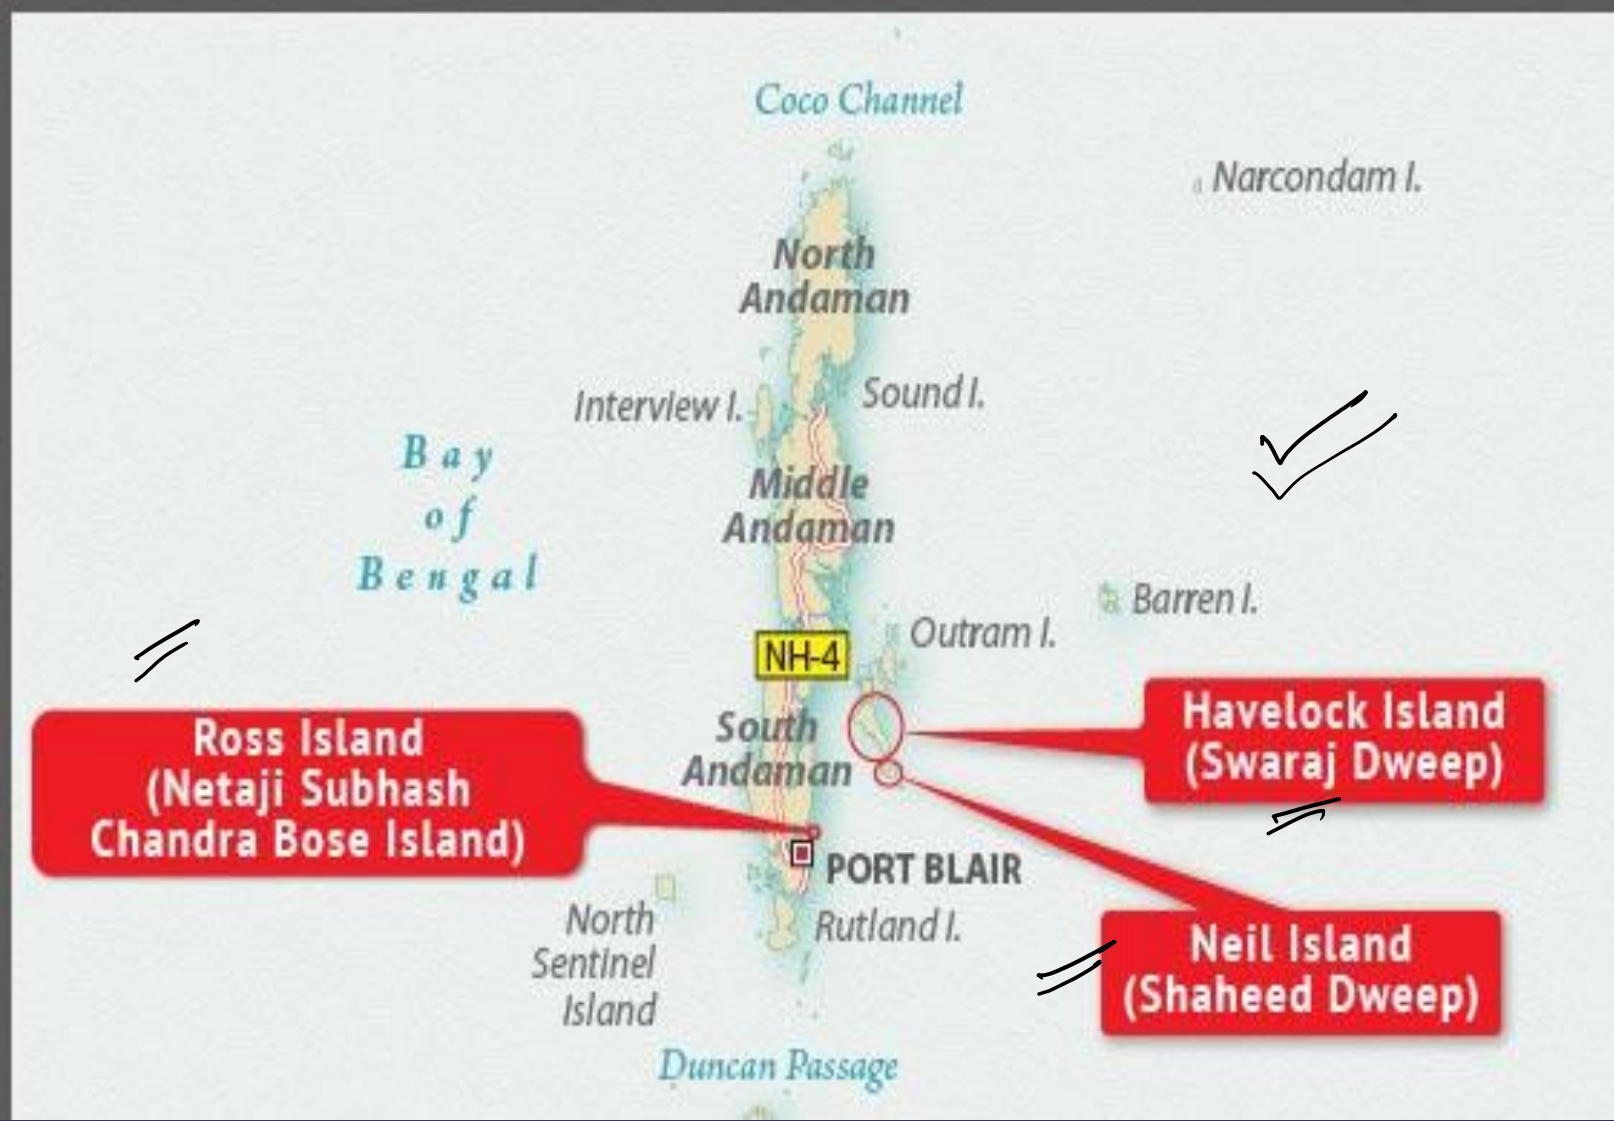 Coco Channel
Narcondam I.
North
Andaman
Interview I.
Sound I.
Bay
of
Bengal
Middle
Andaman
Barren I.
Outram I.
NH-4
Ross Island
(Netaji Subhash
Chandra Bose Island)
South
Andaman
Havelock Island
(Swaraj Dweep)
PORT BLAIR
North
Sentinel
Island
Rutland I.
Neil Island
(Shaheed Dweep)
Duncan Passage